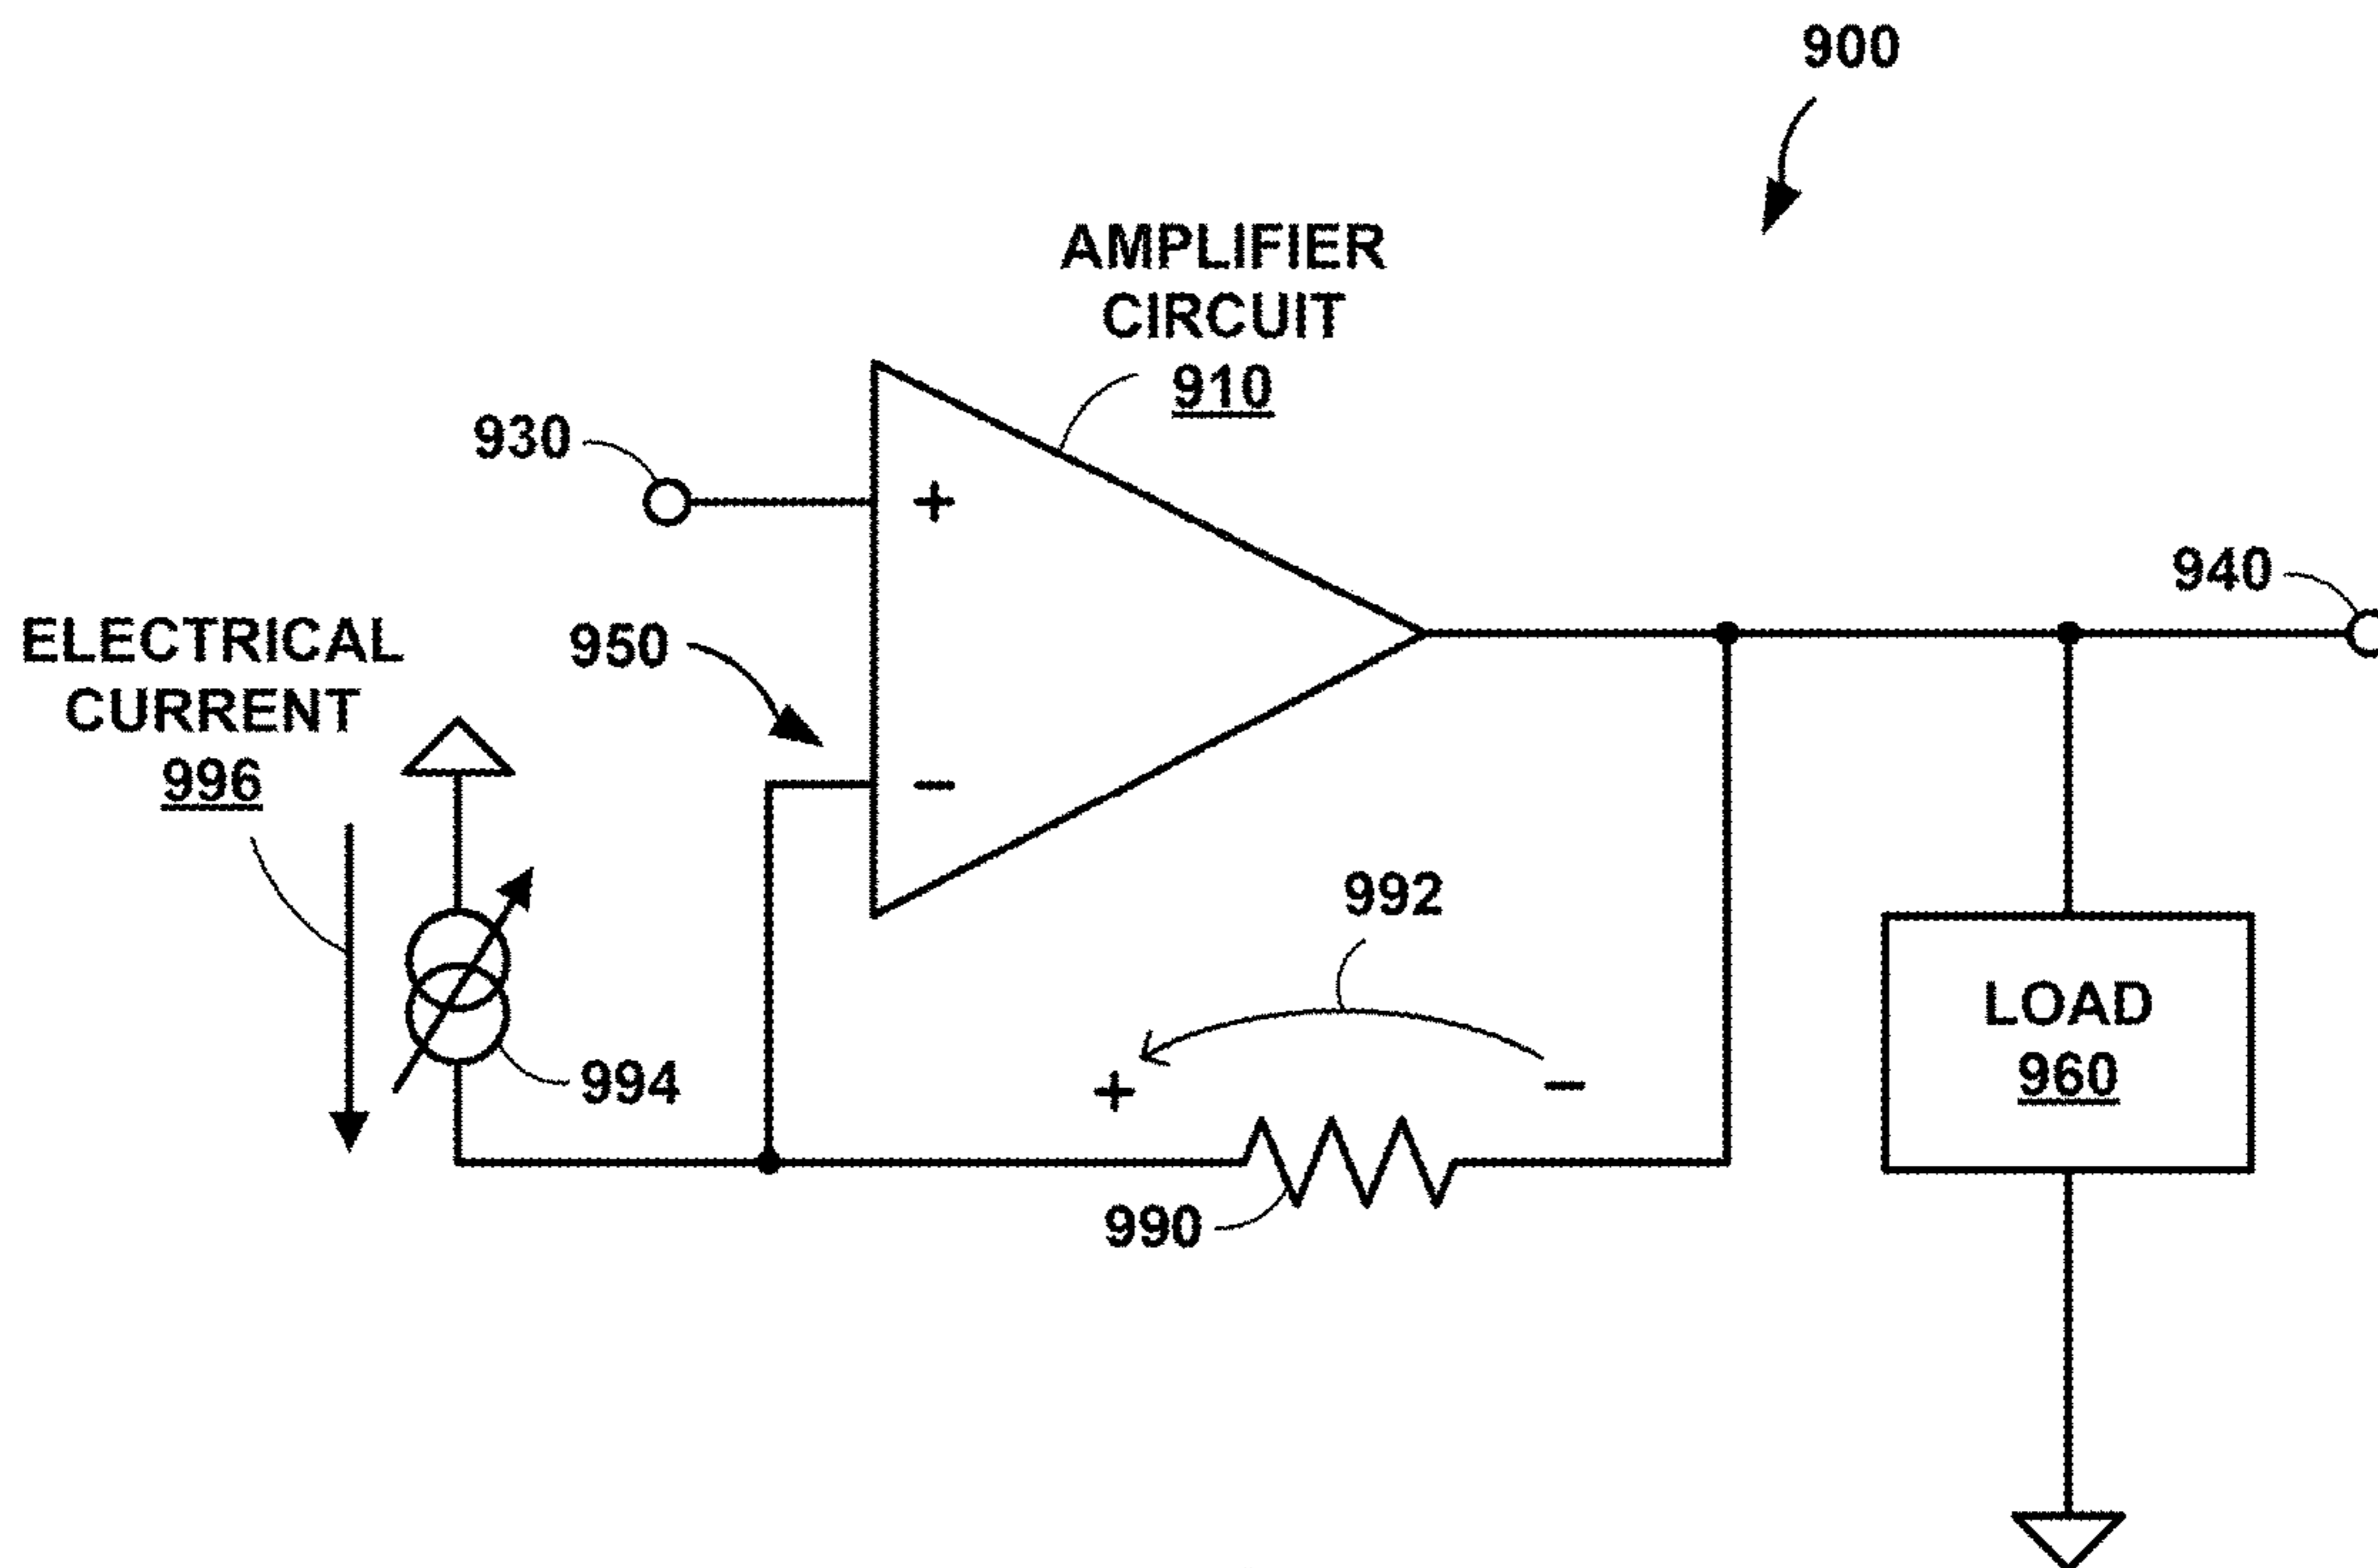 900
AMPLIFIER
CIRCUIT
910
930
+
940
ELECTRICAL
CURRENT
996
950
−
992
994
+
−
LOAD
960
990